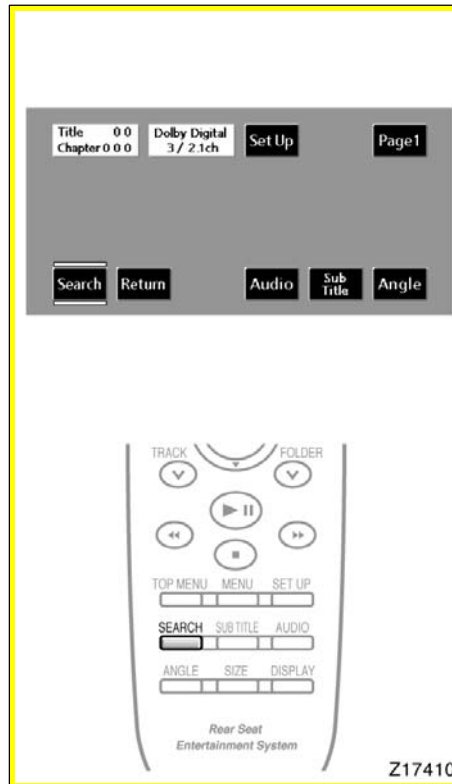 Title 0 0
Chapter 0 0 0
Dolby Digital
3 / 2.1ch
Set Up
Page1
Search
Return
Audio
Sub
Title
Angle
TRACK
FOLDER
TOP MENU MENU SET UP
SEARCH SUB TITLE AUDIO
ANGLE SIZE DISPLAY
Rear Seat
Entertainment System
Z17410